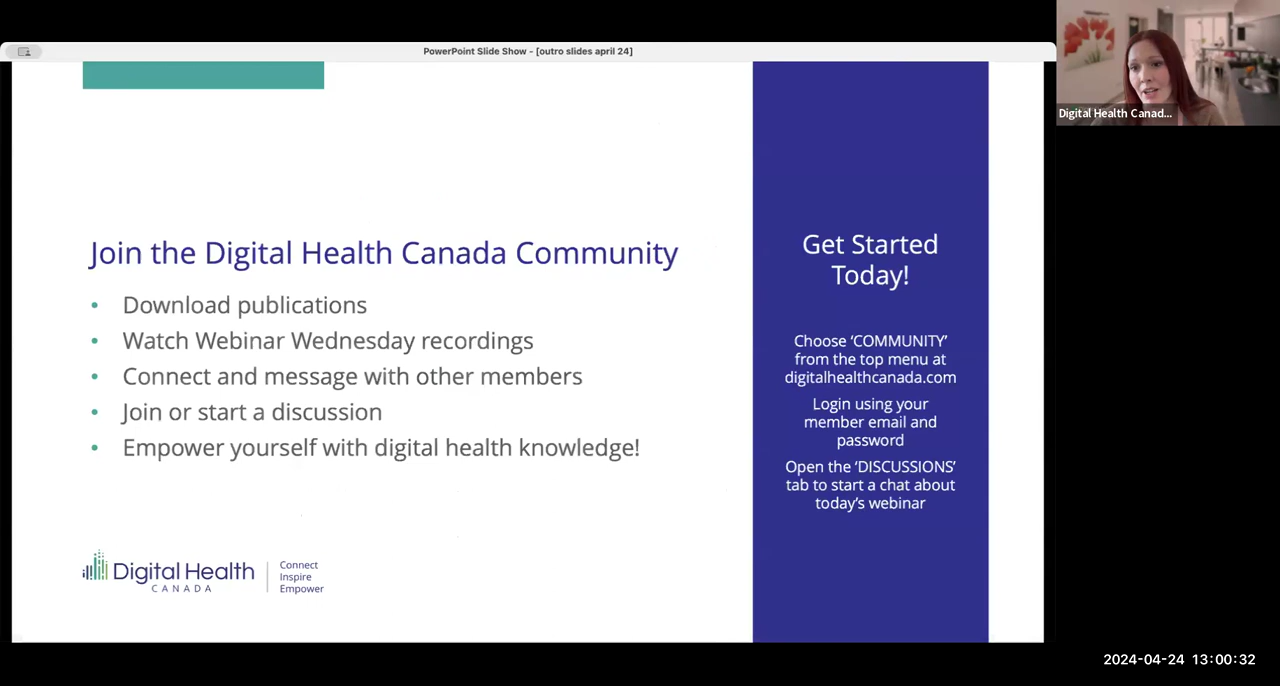 PowerPoint Slide Show - [outro slides april 24]
Digital Health Canad...
Join the Digital Health Canada Community
• Download publications
• Watch Webinar Wednesday recordings
• Connect and message with other members
• Join or start a discussion
• Empower yourself with digital health knowledge!
Get Started
Today!
Choose ‘COMMUNITY’
from the top menu at
digitalhealthcanada.com
Login using your
member email and
password
Open the ‘DISCUSSIONS’
tab to start a chat about
today’s webinar
Digital Health
CANADA
Connect
Inspire
Empower
2024-04-24 13:00:32